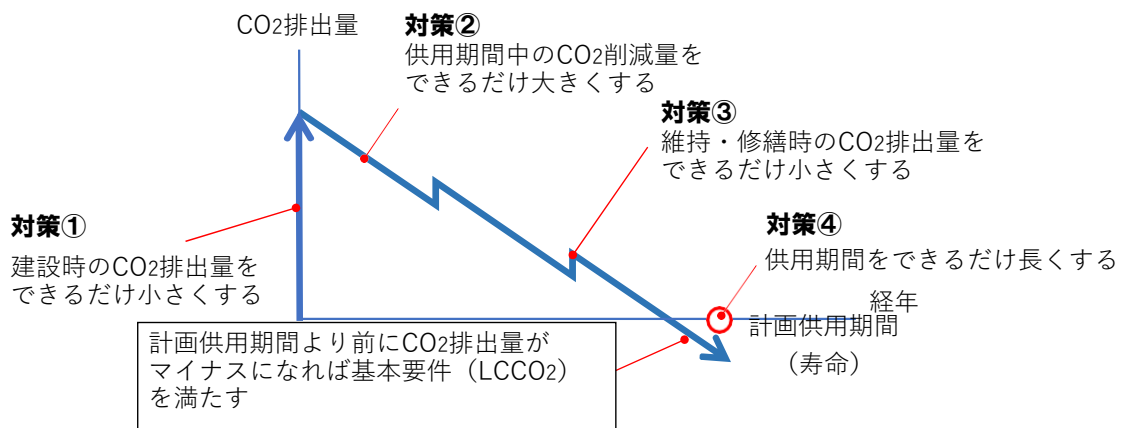 CO2排出量
対策②
供用期間中のCO2削減量を
できるだけ大きくする
対策③
維持・修繕時のCO2排出量を
できるだけ小さくする
対策①
建設時のCO2排出量を
できるだけ小さくする
対策④
供用期間をできるだけ長くする
経年
計画供用期間
（寿命）
計画供用期間より前にCO2排出量が
マイナスになれば基本要件（LCCO2）
を満たす